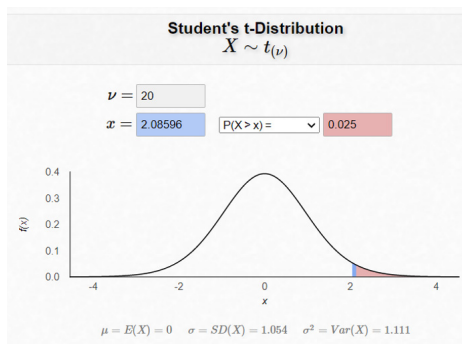 Student's t-Distribution
X ~ t(ν)
ν = 20
x = 2.08596 P(X > x) = 0.025
0.4
0.3
0.2
0.1
0.0
f(x)
-4 -2 0 2 4
x
μ = E(X) = 0 σ = SD(X) = 1.054 σ² = Var(X) = 1.111